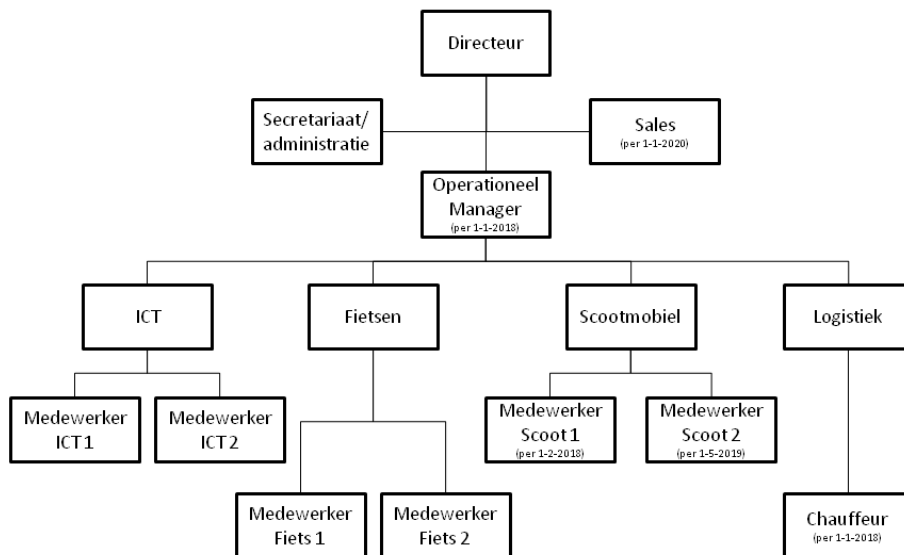 Directeur
Secretariaat/
administratie
Sales
(per 1-1-2020)
Operationeel
Manager
(per 1-1-2018)
ICT
Fietsen
Scootmobiel
Logistiek
Medewerker
ICT 1
Medewerker
ICT 2
Medewerker
Scoot 1
(per 1-2-2018)
Medewerker
Scoot 2
(per 1-5-2019)
Medewerker
Fiets 1
Medewerker
Fiets 2
Chauffeur
(per 1-1-2018)